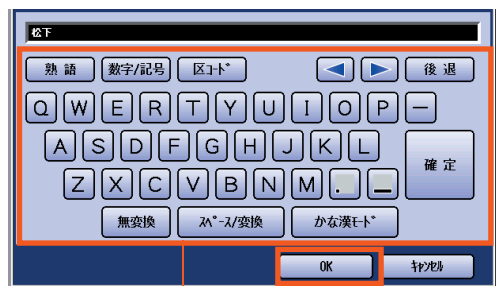 松下
熟語 数字/記号 区ｺｰﾄﾞ 後退
Q W E R T Y U I O P －
A S D F G H J K L 確定
Z X C V B N M . _
無変換 ｽﾍﾟｰｽ/変換 かな漢ﾓｰﾄﾞ
OK ｷｬﾝｾﾙ